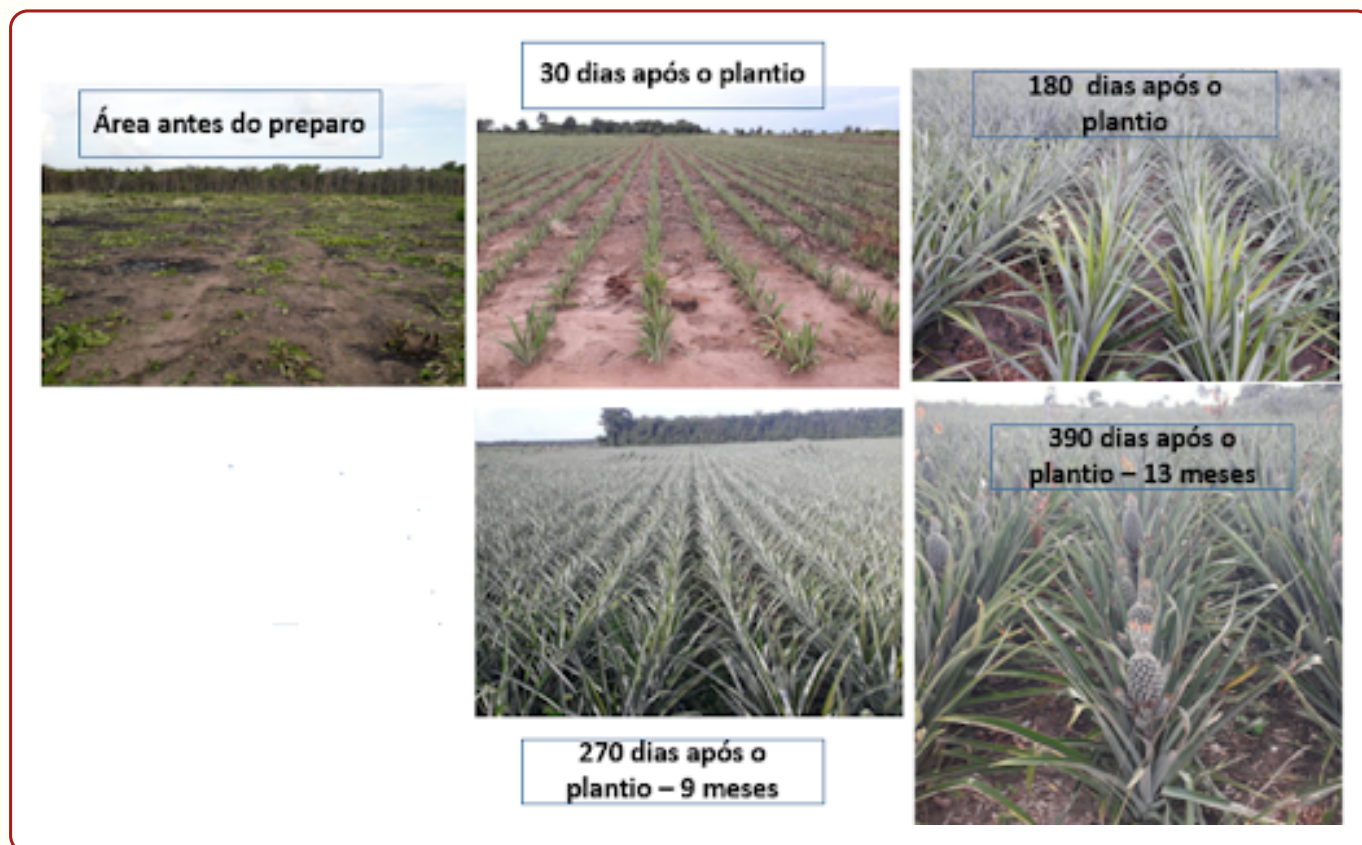 Área antes do preparo
30 dias após o plantio
180 dias após o
plantio
270 dias após o
plantio – 9 meses
390 dias após o
plantio – 13 meses